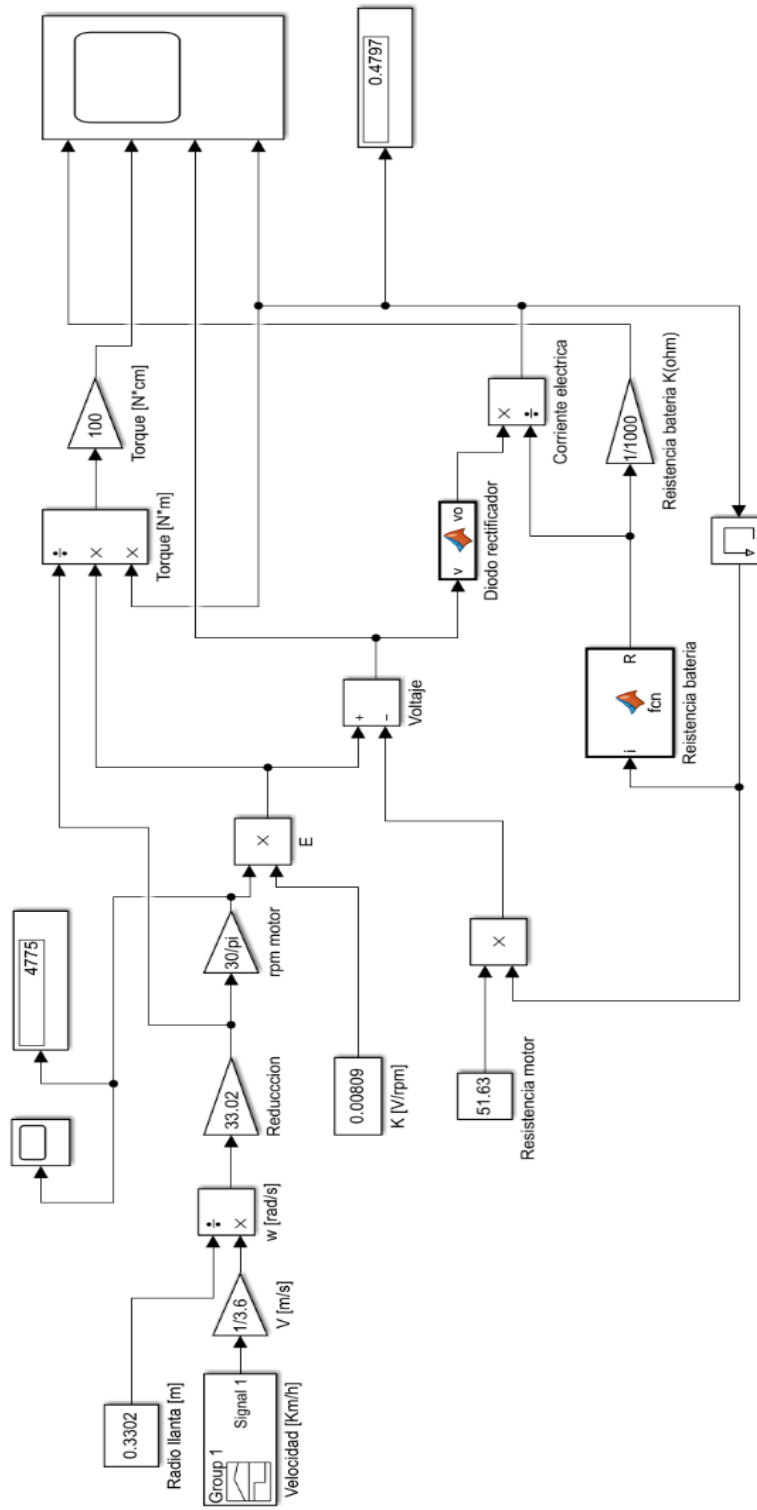 0.3302
Radio llanta [m]
Group 1
Signal 1
Velocidad [Km/h]
1/3.6
V [m/s]
÷
×
w [rad/s]
33.02
Reducccion
30/pi
rpm motor
4775
0.00809
K [V/rpm]
×
E
51.63
Resistencia motor
×
+
−
Voltaje
÷
×
×
Torque [N*m]
100
Torque [N*cm]
v
vo
Diodo rectificador
×
÷
Corriente electrica
i
fcn
R
Reistencia bateria
1/1000
Reistencia bateria K(ohm)
0.4797